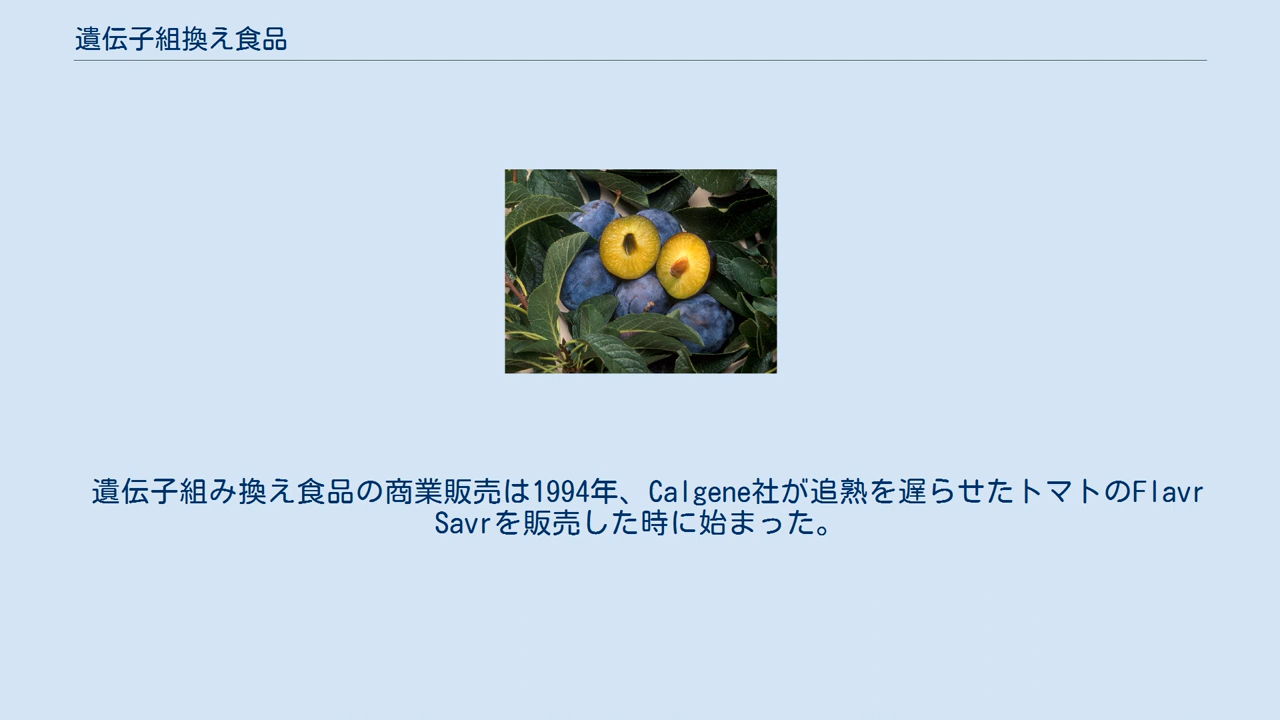 遺伝子組換え食品
遺伝子組み換え食品の商業販売は1994年、Calgene社が追熟を遅らせたトマトのFlavr
Savrを販売した時に始まった。